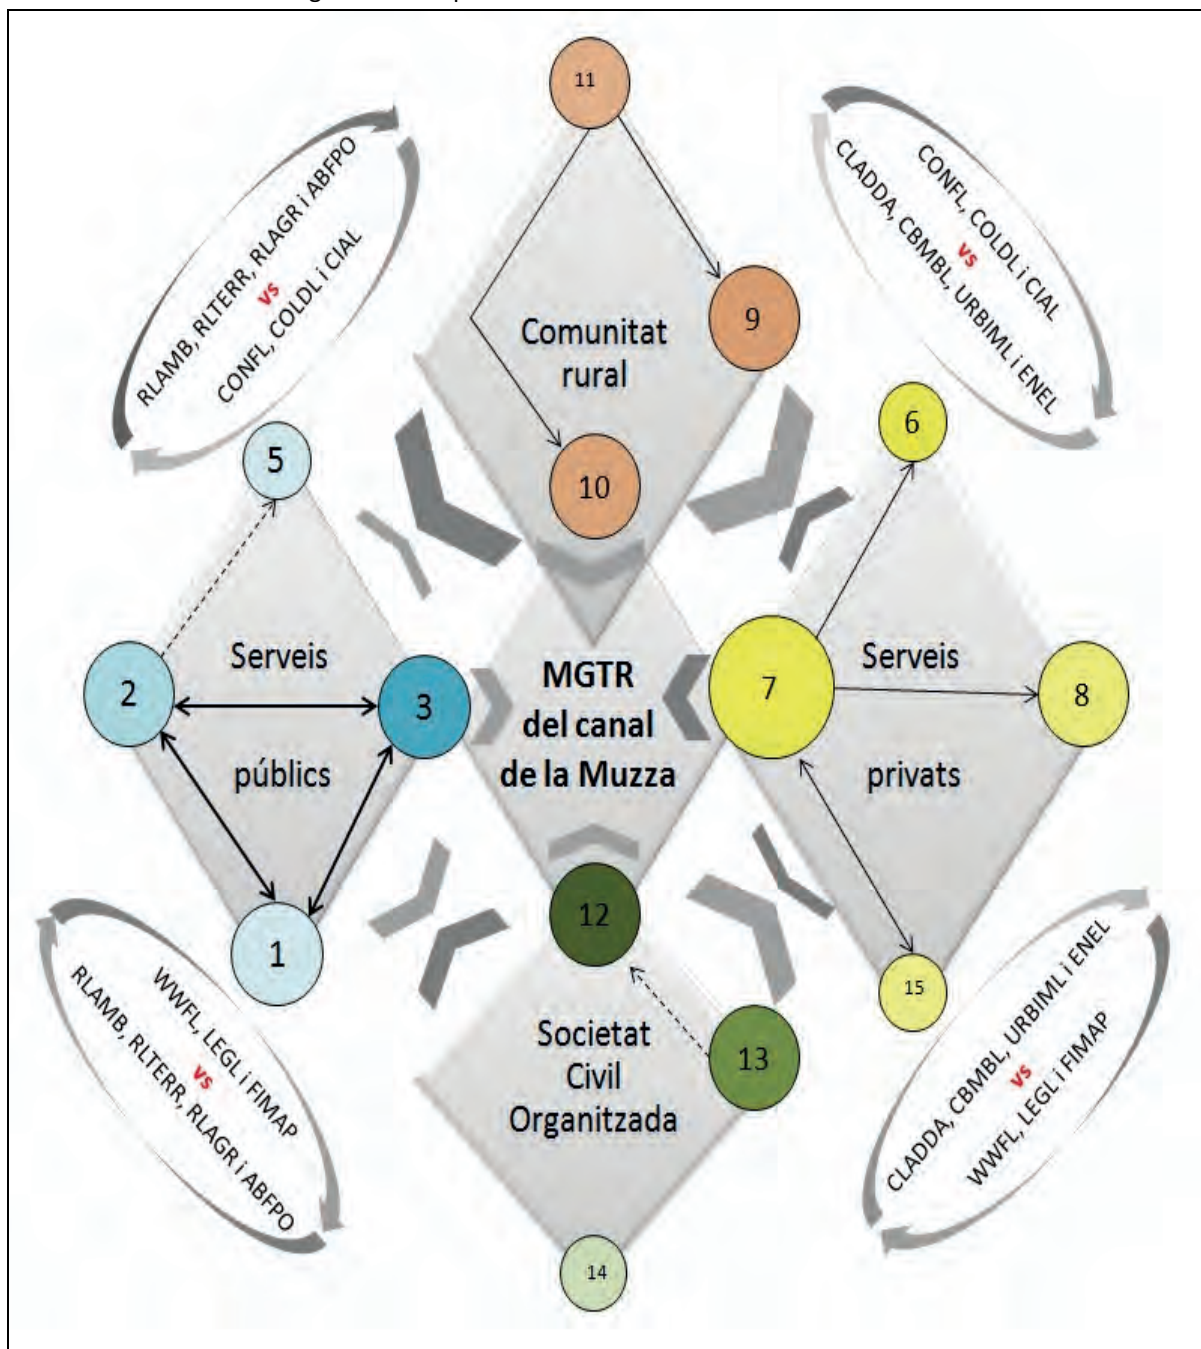 11
RLAMB, RLTERR, RLAGR i ABFPO
vs
CONFL, COLDL i CIAL
CONFL, COLDL i CIAL
vs
CLADDA, CBMBL, URBIML i ENEL
9
Comunitat
rural
6
5
10
Serveis
públics
2
3
MGTR
del canal
de la Muzza
7
Serveis
privats
8
12
1
15
WWFL, LEGL i FIMAP
vs
RLAMB, RLTERR, RLAGR i ABFPO
Societat
Civil
Organitzada
13
CLADDA, CBMBL, URBIML i ENEL
vs
WWFL, LEGL i FIMAP
14